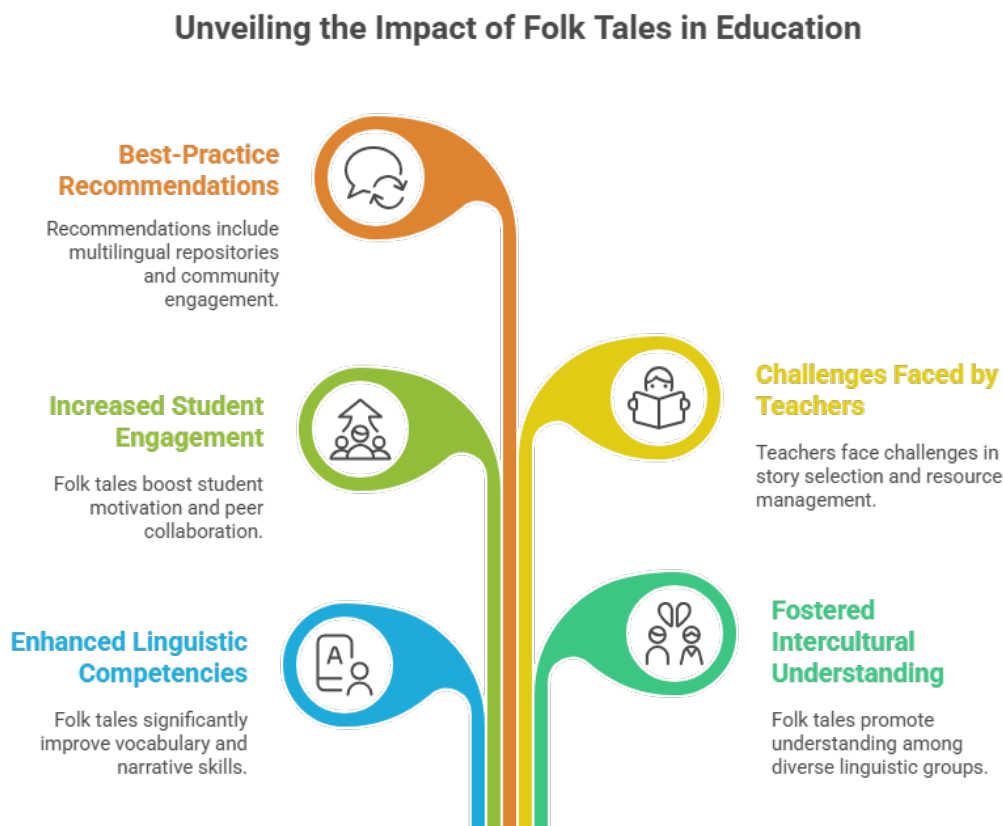 Unveiling the Impact of Folk Tales in Education
Best-Practice
Recommendations
Recommendations include
multilingual repositories
and community
engagement.
Increased Student
Engagement
Folk tales boost student
motivation and peer
collaboration.
Challenges Faced by
Teachers
Teachers face challenges in
story selection and resource
management.
Enhanced Linguistic
Competencies
Folk tales significantly
improve vocabulary and
narrative skills.
A
Fostered
Intercultural
Understanding
Folk tales promote
understanding among
diverse linguistic groups.